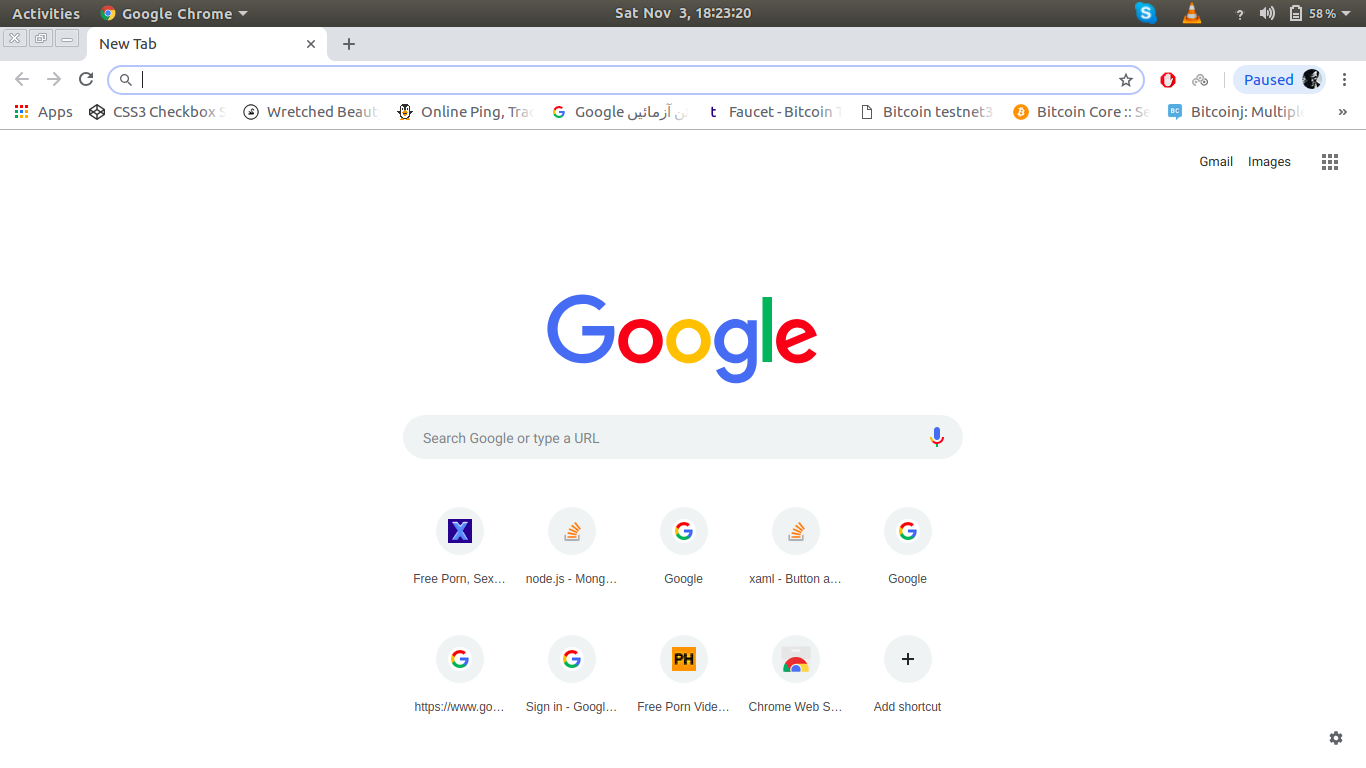 Activities Google Chrome Sat Nov 3, 18:23:20 ? 58 %
New Tab
Paused
Apps CSS3 Checkbox S Wretched Beaut Online Ping, Trac Google ن آزمائیں t Faucet - Bitcoin T Bitcoin testnet3 Bitcoin Core :: Se BC Bitcoinj: Multiple »
Gmail Images
Google
Search Google or type a URL
X
Free Porn, Sex... node.js - Mong... Google xaml - Button a... Google
PH
https://www.go... Sign in - Googl... Free Porn Vide... Chrome Web S... Add shortcut